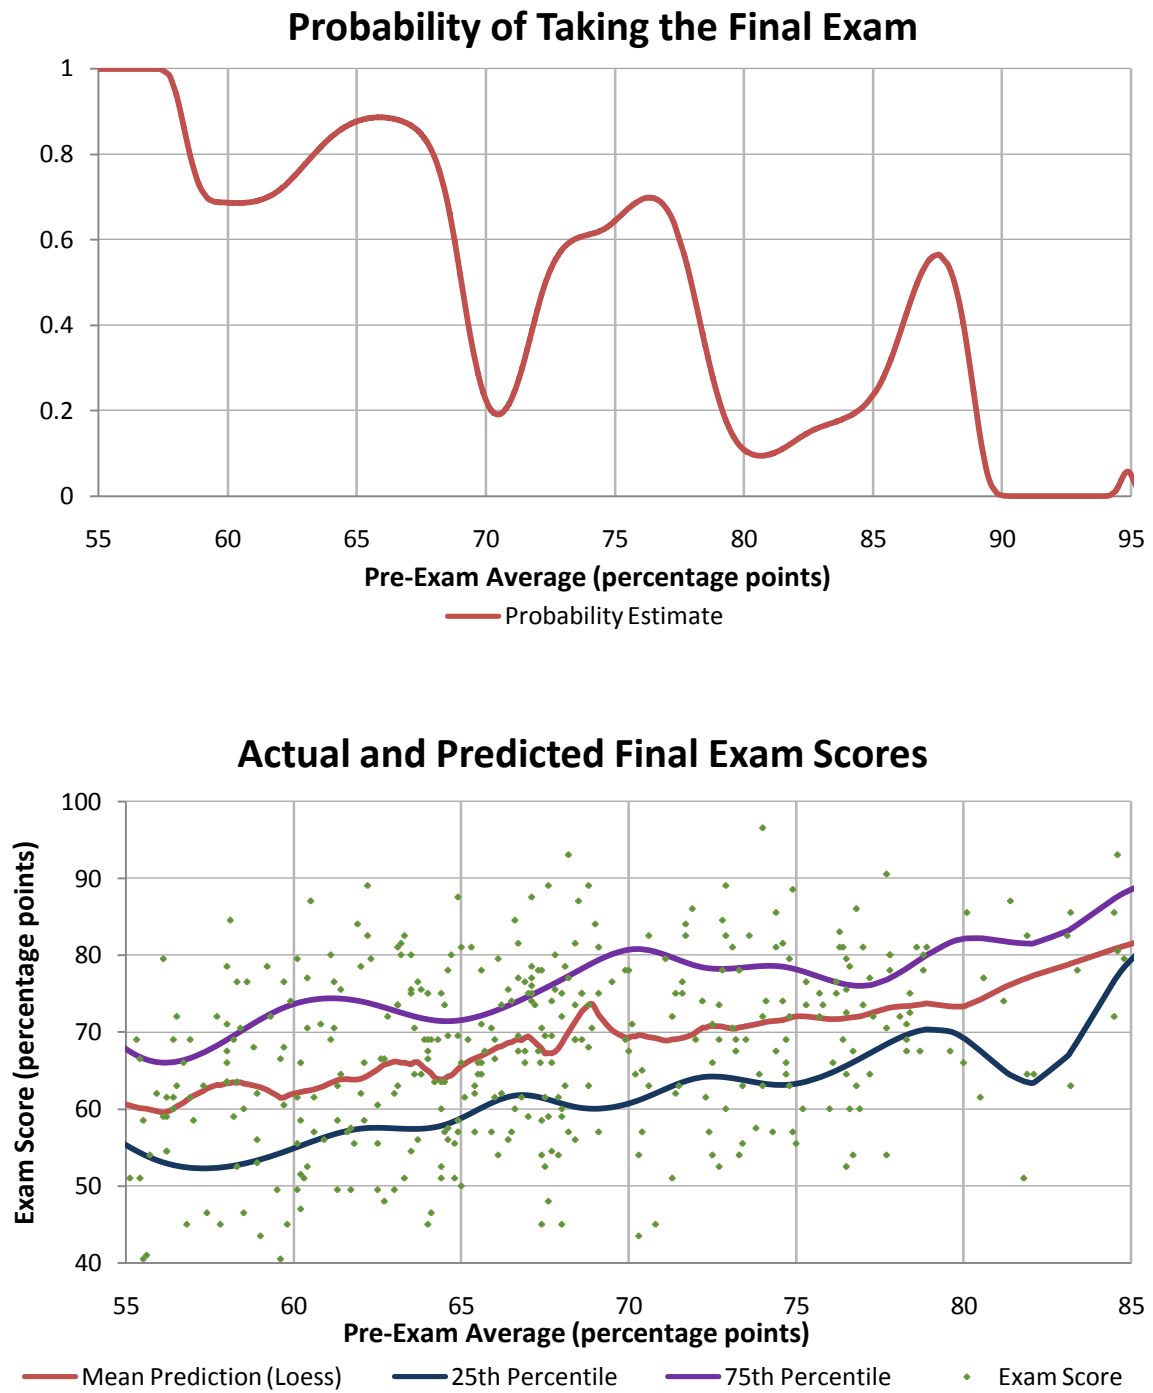 Probability of Taking the Final Exam
1
0.8
0.6
0.4
0.2
0
55 60 65 70 75 80 85 90 95
Pre-Exam Average (percentage points)
Probability Estimate
Actual and Predicted Final Exam Scores
Exam Score (percentage points)
100
90
80
70
60
50
40
55 60 65 70 75 80 85
Pre-Exam Average (percentage points)
Mean Prediction (Loess) 25th Percentile 75th Percentile Exam Score